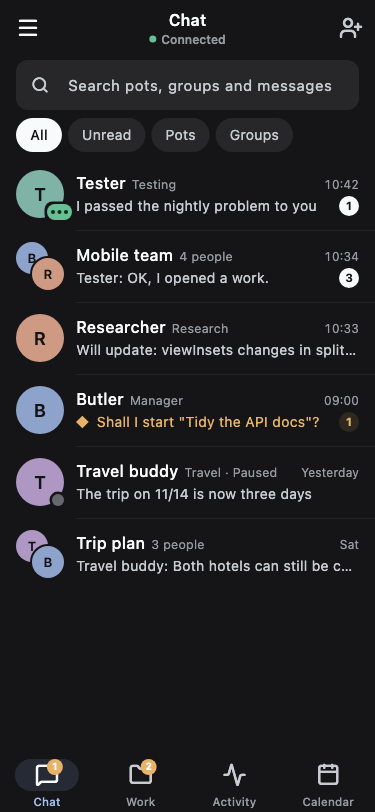 Chat
Connected
Search pots, groups and messages
All Unread Pots Groups
T Tester Testing 10:42
I passed the nightly problem to you 1
B R Mobile team 4 people 10:34
Tester: OK, I opened a work. 3
R Researcher Research 10:33
Will update: viewInsets changes in split…
B Butler Manager 09:00
Shall I start "Tidy the API docs"? 1
T Travel buddy Travel · Paused Yesterday
The trip on 11/14 is now three days
T B Trip plan 3 people Sat
Travel buddy: Both hotels can still be c…
1 2
Chat Work Activity Calendar